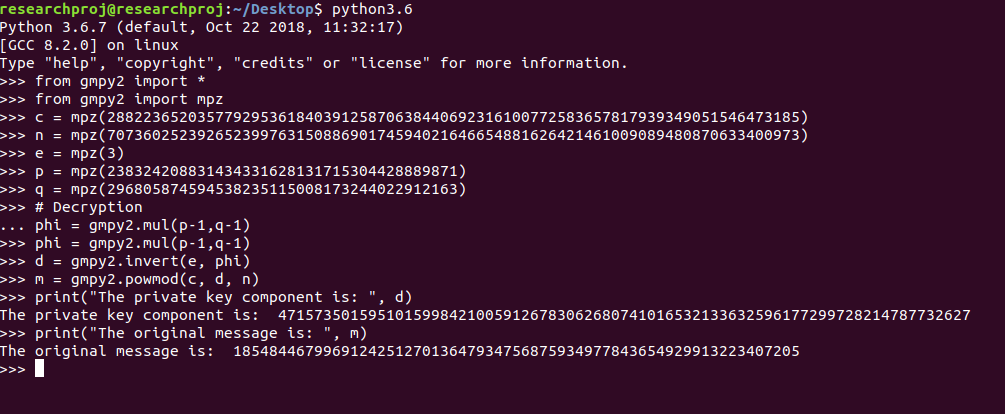 researchproj@researchproj:~/Desktop$ python3.6
Python 3.6.7 (default, Oct 22 2018, 11:32:17)
[GCC 8.2.0] on linux
Type "help", "copyright", "credits" or "license" for more information.
>>> from gmpy2 import *
>>> from gmpy2 import mpz
>>> c = mpz(28822365203577929536184039125870638440692316100772583657817939349051546473185)
>>> n = mpz(70736025239265239976315088690174594021646654881626421461009089480870633400973)
>>> e = mpz(3)
>>> p = mpz(238324208831434331628131715304428889871)
>>> q = mpz(296805874594538235115008173244022912163)
>>> # Decryption
... phi = gmpy2.mul(p-1,q-1)
>>> phi = gmpy2.mul(p-1,q-1)
>>> d = gmpy2.invert(e, phi)
>>> m = gmpy2.powmod(c, d, n)
>>> print("The private key component is: ", d)
The private key component is:  47157350159510159984210059126783062680741016532133632596177299728214787732627
>>> print("The original message is: ", m)
The original message is:  185484467996912425127013647934756875934977843654929913223407205
>>>